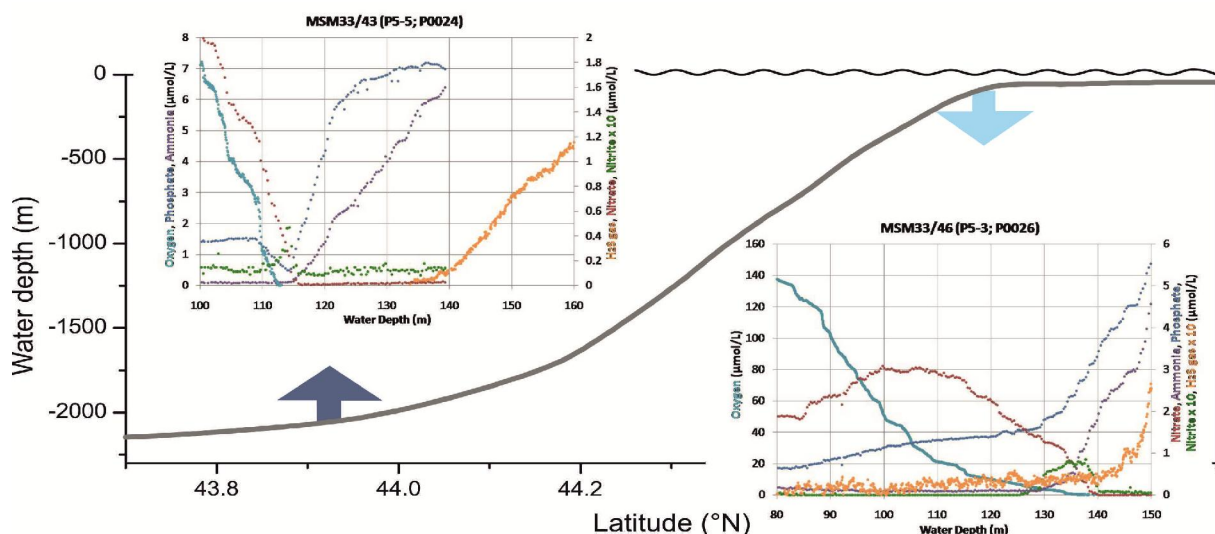 MSM33/43 (P5-5; P0024)
8
7
6
5
4
3
2
1
0
Oxygen, Phosphate, Ammonia (µmol/L)
2
1.8
1.6
1.4
1.2
1
0.8
0.6
0.4
0.2
0
H2S gas, Nitrate, Nitrite x 10 (µmol/L)
100 110 120 130 140 150 160
Water Depth (m)
0
-500
-1000
-1500
-2000
Water depth (m)
MSM33/46 (P5-3; P0026)
160
140
120
100
80
60
40
20
0
Oxygen (µmol/L)
6
5
4
3
2
1
0
Nitrate, Ammonia, Phosphate,
Nitrite x 10, H2S gas x 10 (µmol/L)
80 90 100 110 120 130 140 150
Water Depth (m)
43.8 44.0 44.2
Latitude (°N)